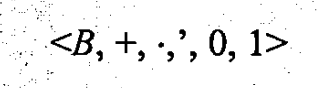 <B, +, ·,’, 0, 1>